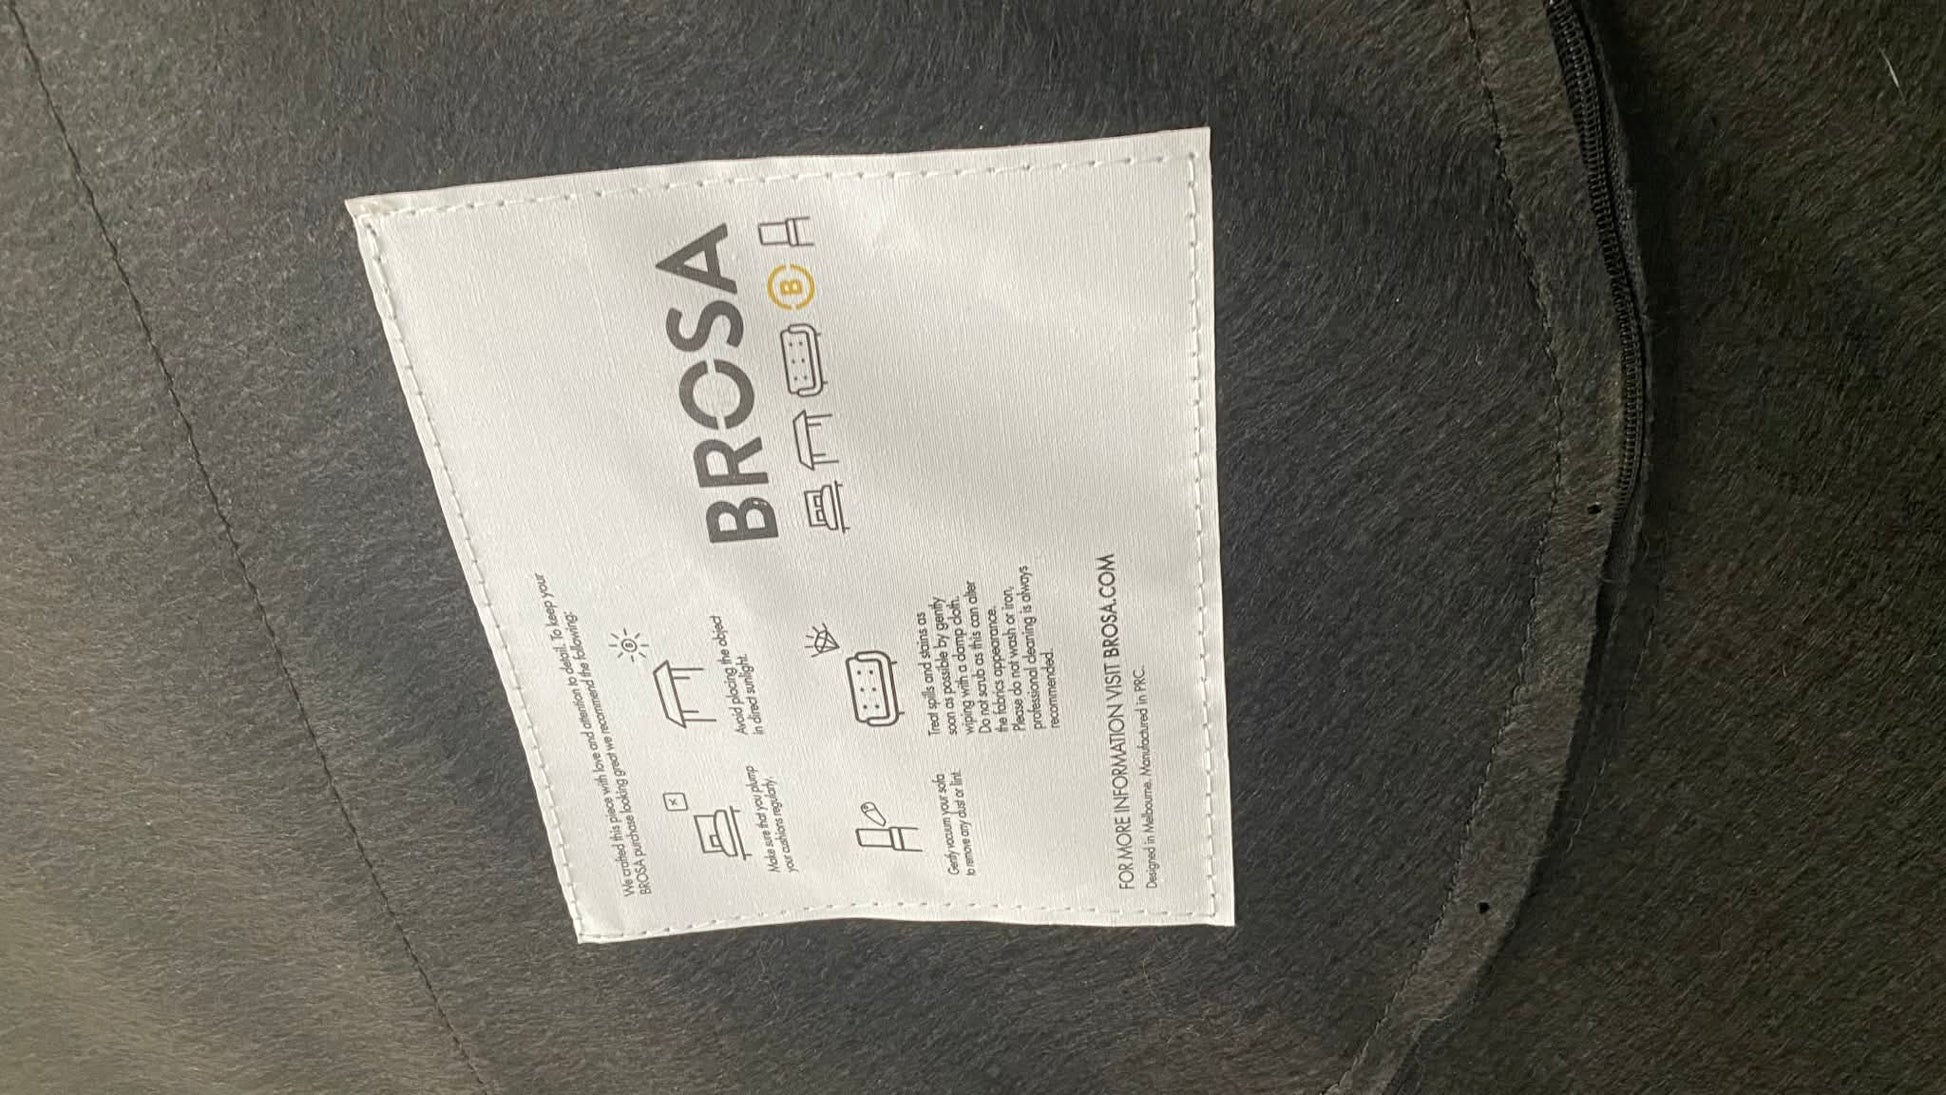 BROSA
B
We crafted this piece with love and attention to detail. To keep your
BROSA purchase looking great we recommend the following:
Make sure that you plump
your cushions regularly.
Avoid placing the object
in direct sunlight.
Gently vacuum your sofa
to remove any dust or lint.
Treat spills and stains as
soon as possible by gently
wiping with a damp cloth.
Do not scrub as this can alter
the fabrics appearance.
Please do not wash or iron,
professional cleaning is always
recommended.
FOR MORE INFORMATION VISIT BROSA.COM
Designed in Melbourne. Manufactured in PRC.